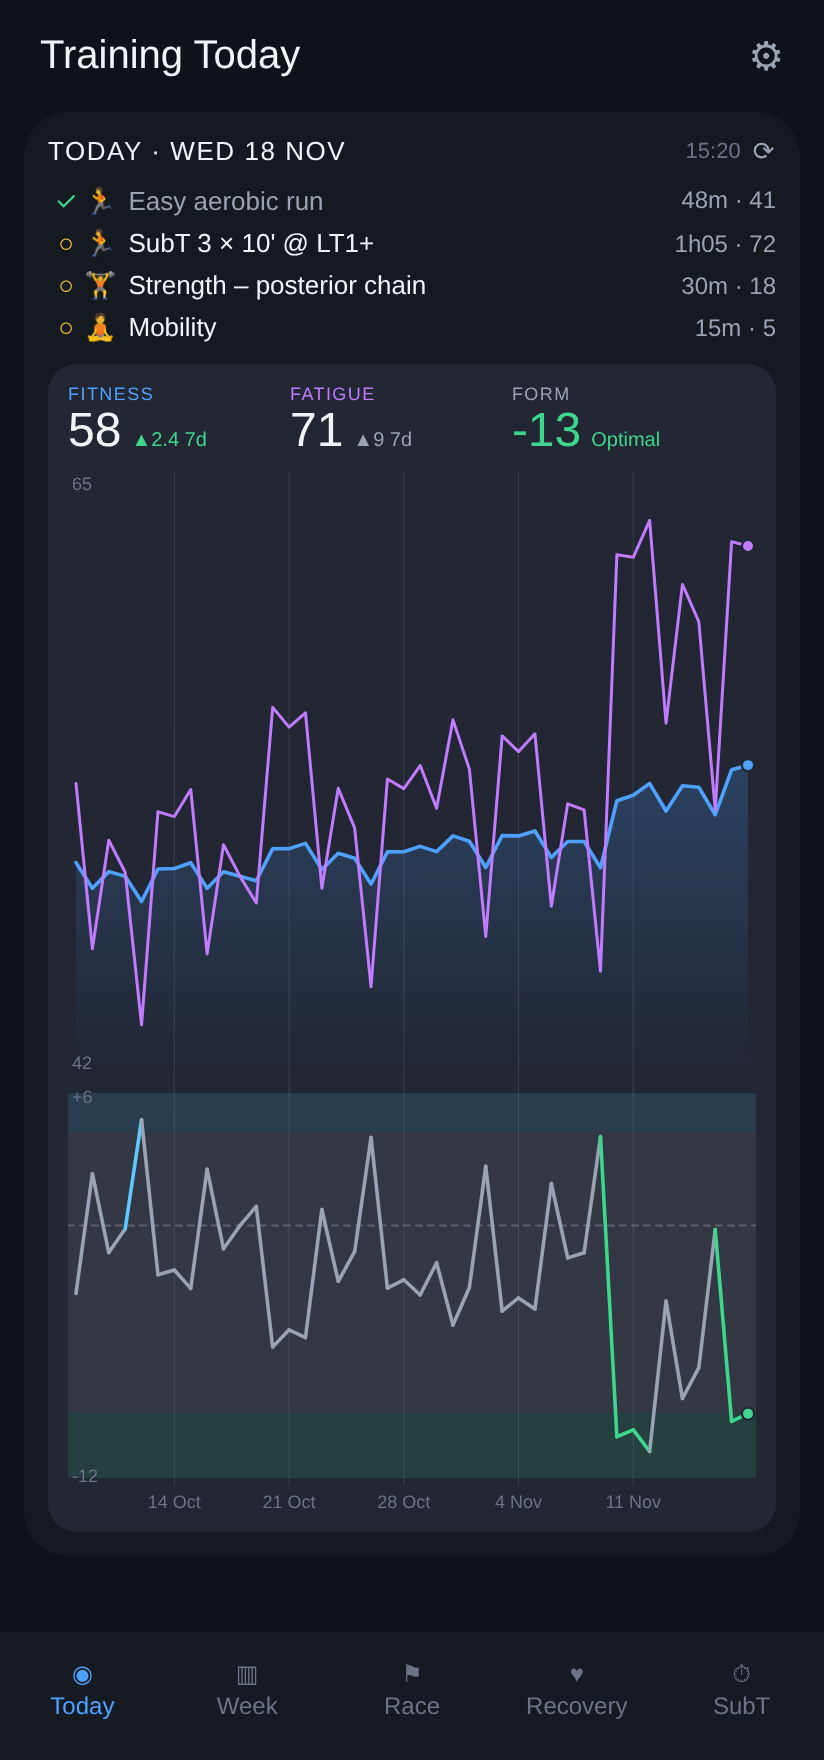 Training Today
TODAY · WED 18 NOV 15:20
Easy aerobic run 48m · 41
SubT 3 × 10' @ LT1+ 1h05 · 72
Strength – posterior chain 30m · 18
Mobility 15m · 5
FITNESS FATIGUE FORM
58 ▲2.4 7d 71 ▲9 7d -13 Optimal
65
42
+6
-12
14 Oct 21 Oct 28 Oct 4 Nov 11 Nov
Today Week Race Recovery SubT